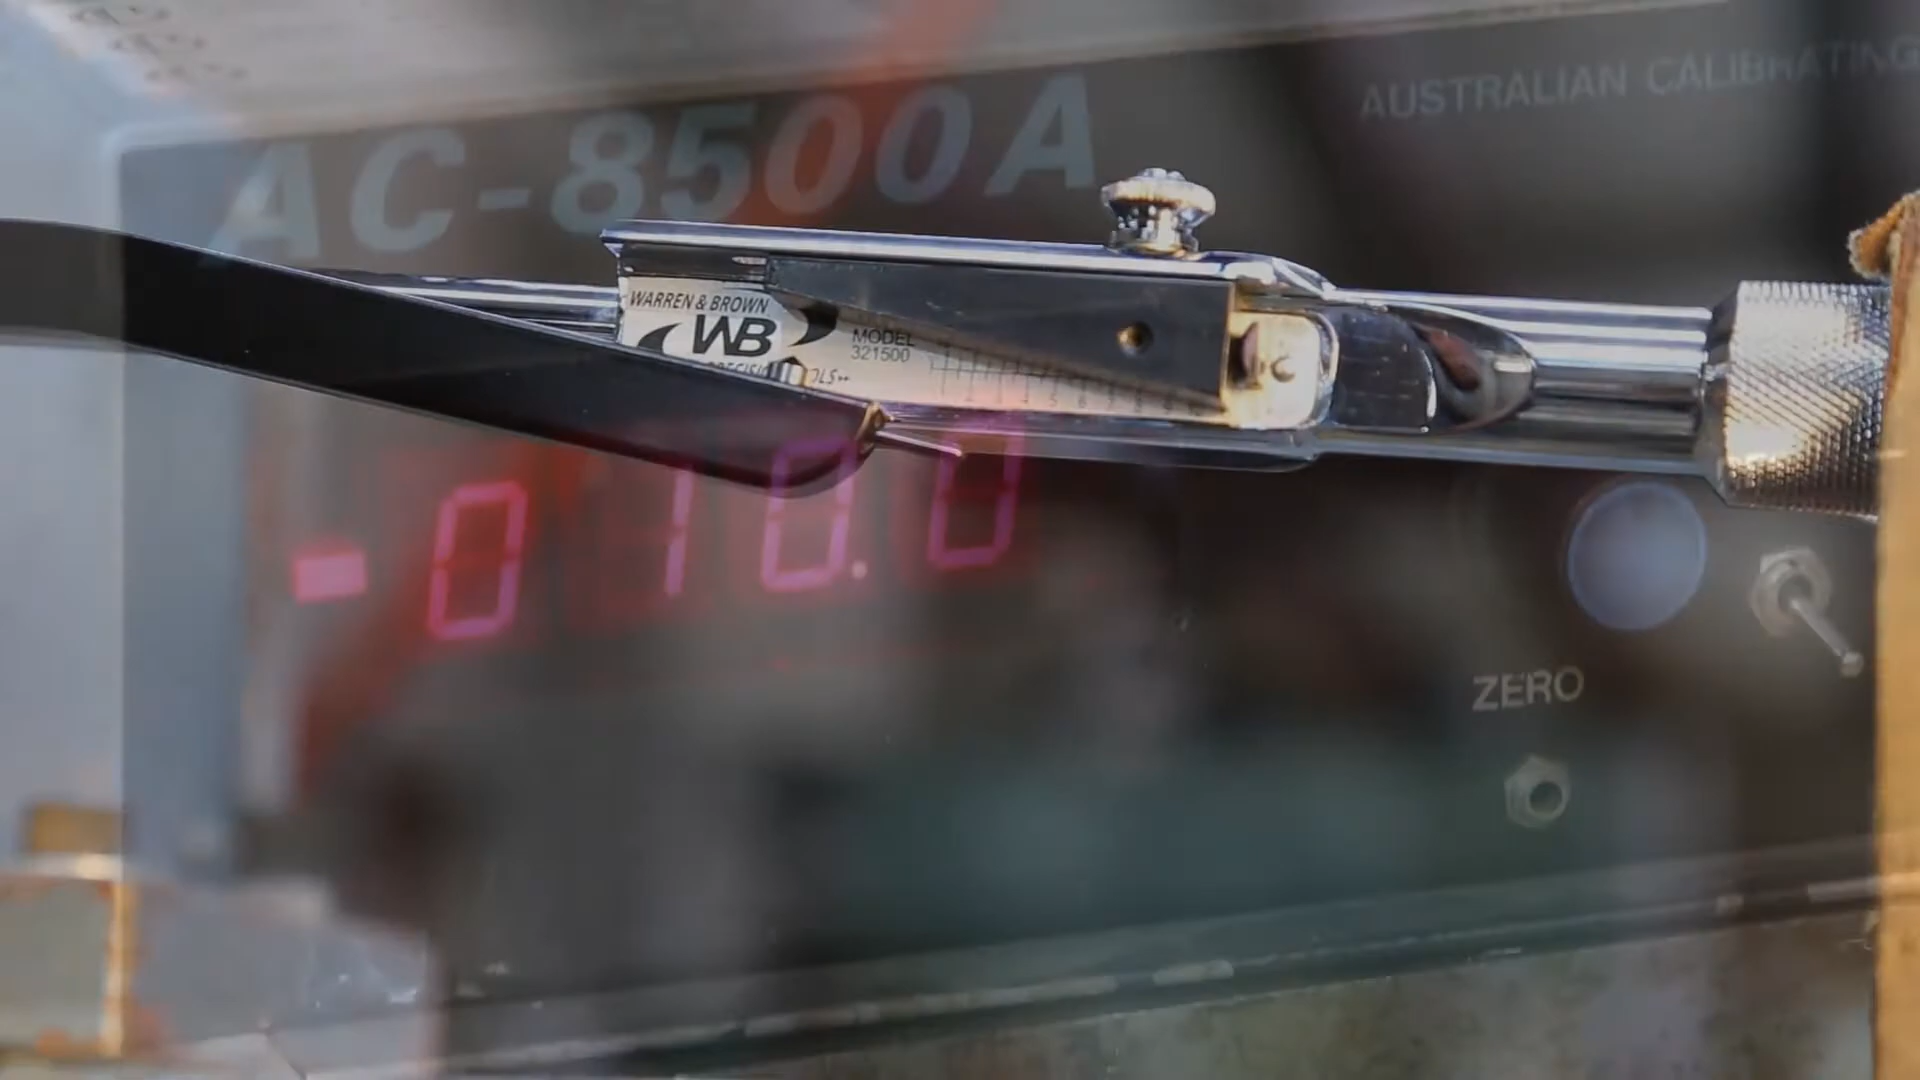 AUSTRALIAN CALIBRATING
AC-8500A
WARREN & BROWN
WB
MODEL
321500
-010.0
ZERO